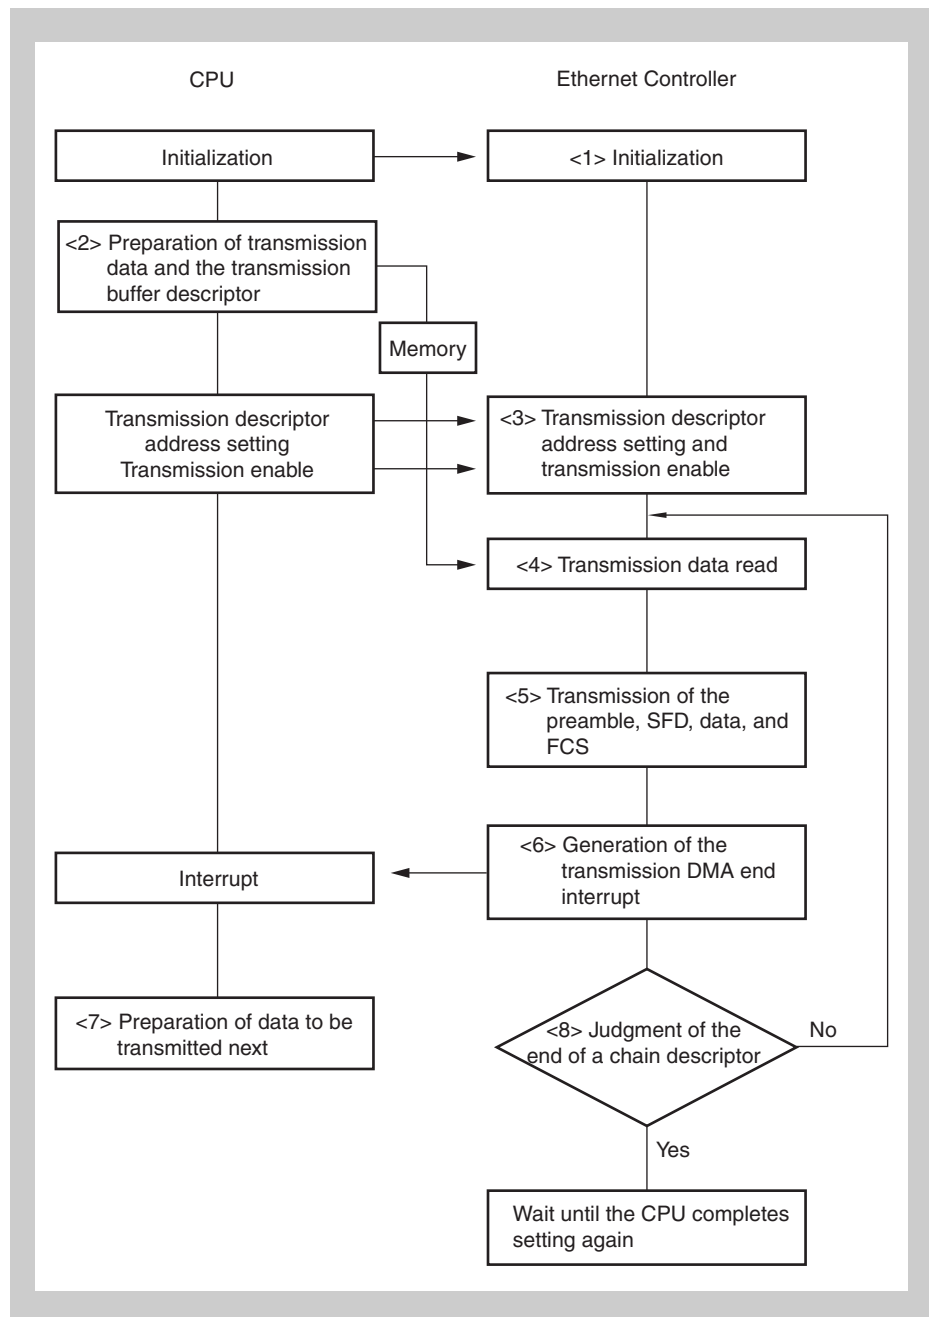 CPU
Ethernet Controller
Initialization
<1> Initialization
<2> Preparation of transmission
data and the transmission
buffer descriptor
Memory
Transmission descriptor
address setting
Transmission enable
<3> Transmission descriptor
address setting and
transmission enable
<4> Transmission data read
<5> Transmission of the
preamble, SFD, data, and
FCS
<6> Generation of the
transmission DMA end
interrupt
Interrupt
<7> Preparation of data to be
transmitted next
<8> Judgment of the
end of a chain descriptor
No
Yes
Wait until the CPU completes
setting again